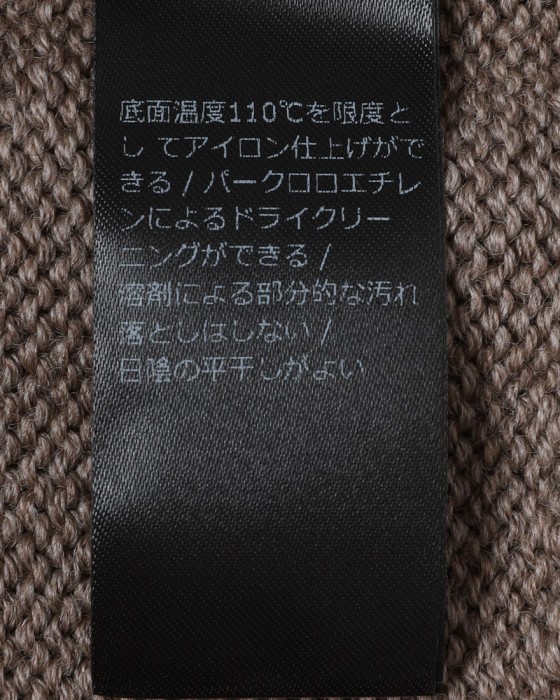 底面温度110℃を限度と
し てアイロン仕上げがで
きる / パークロロエチレ
ンによるドライクリー
ニングができる /
溶剤による部分的な汚れ
落としはしない /
日陰の平干しがよい